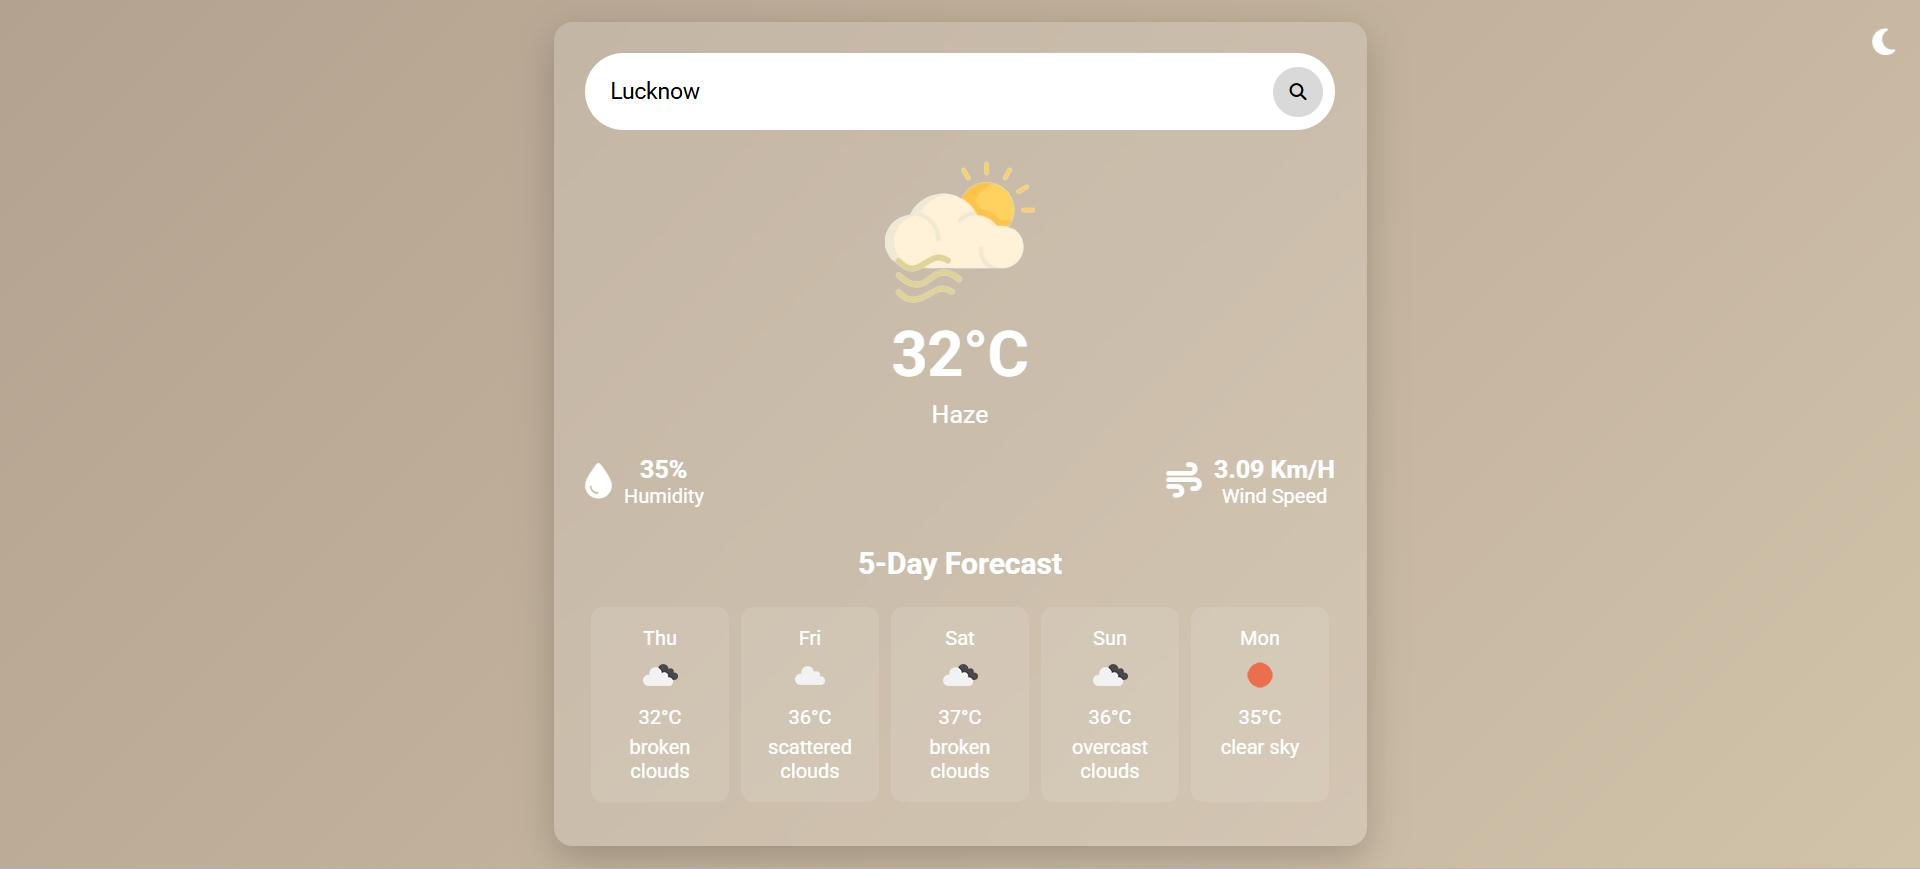 Lucknow
32°C
Haze
35%
Humidity
3.09 Km/H
Wind Speed
5-Day Forecast
Thu
32°C
broken
clouds
Fri
36°C
scattered
clouds
Sat
37°C
broken
clouds
Sun
36°C
overcast
clouds
Mon
35°C
clear sky